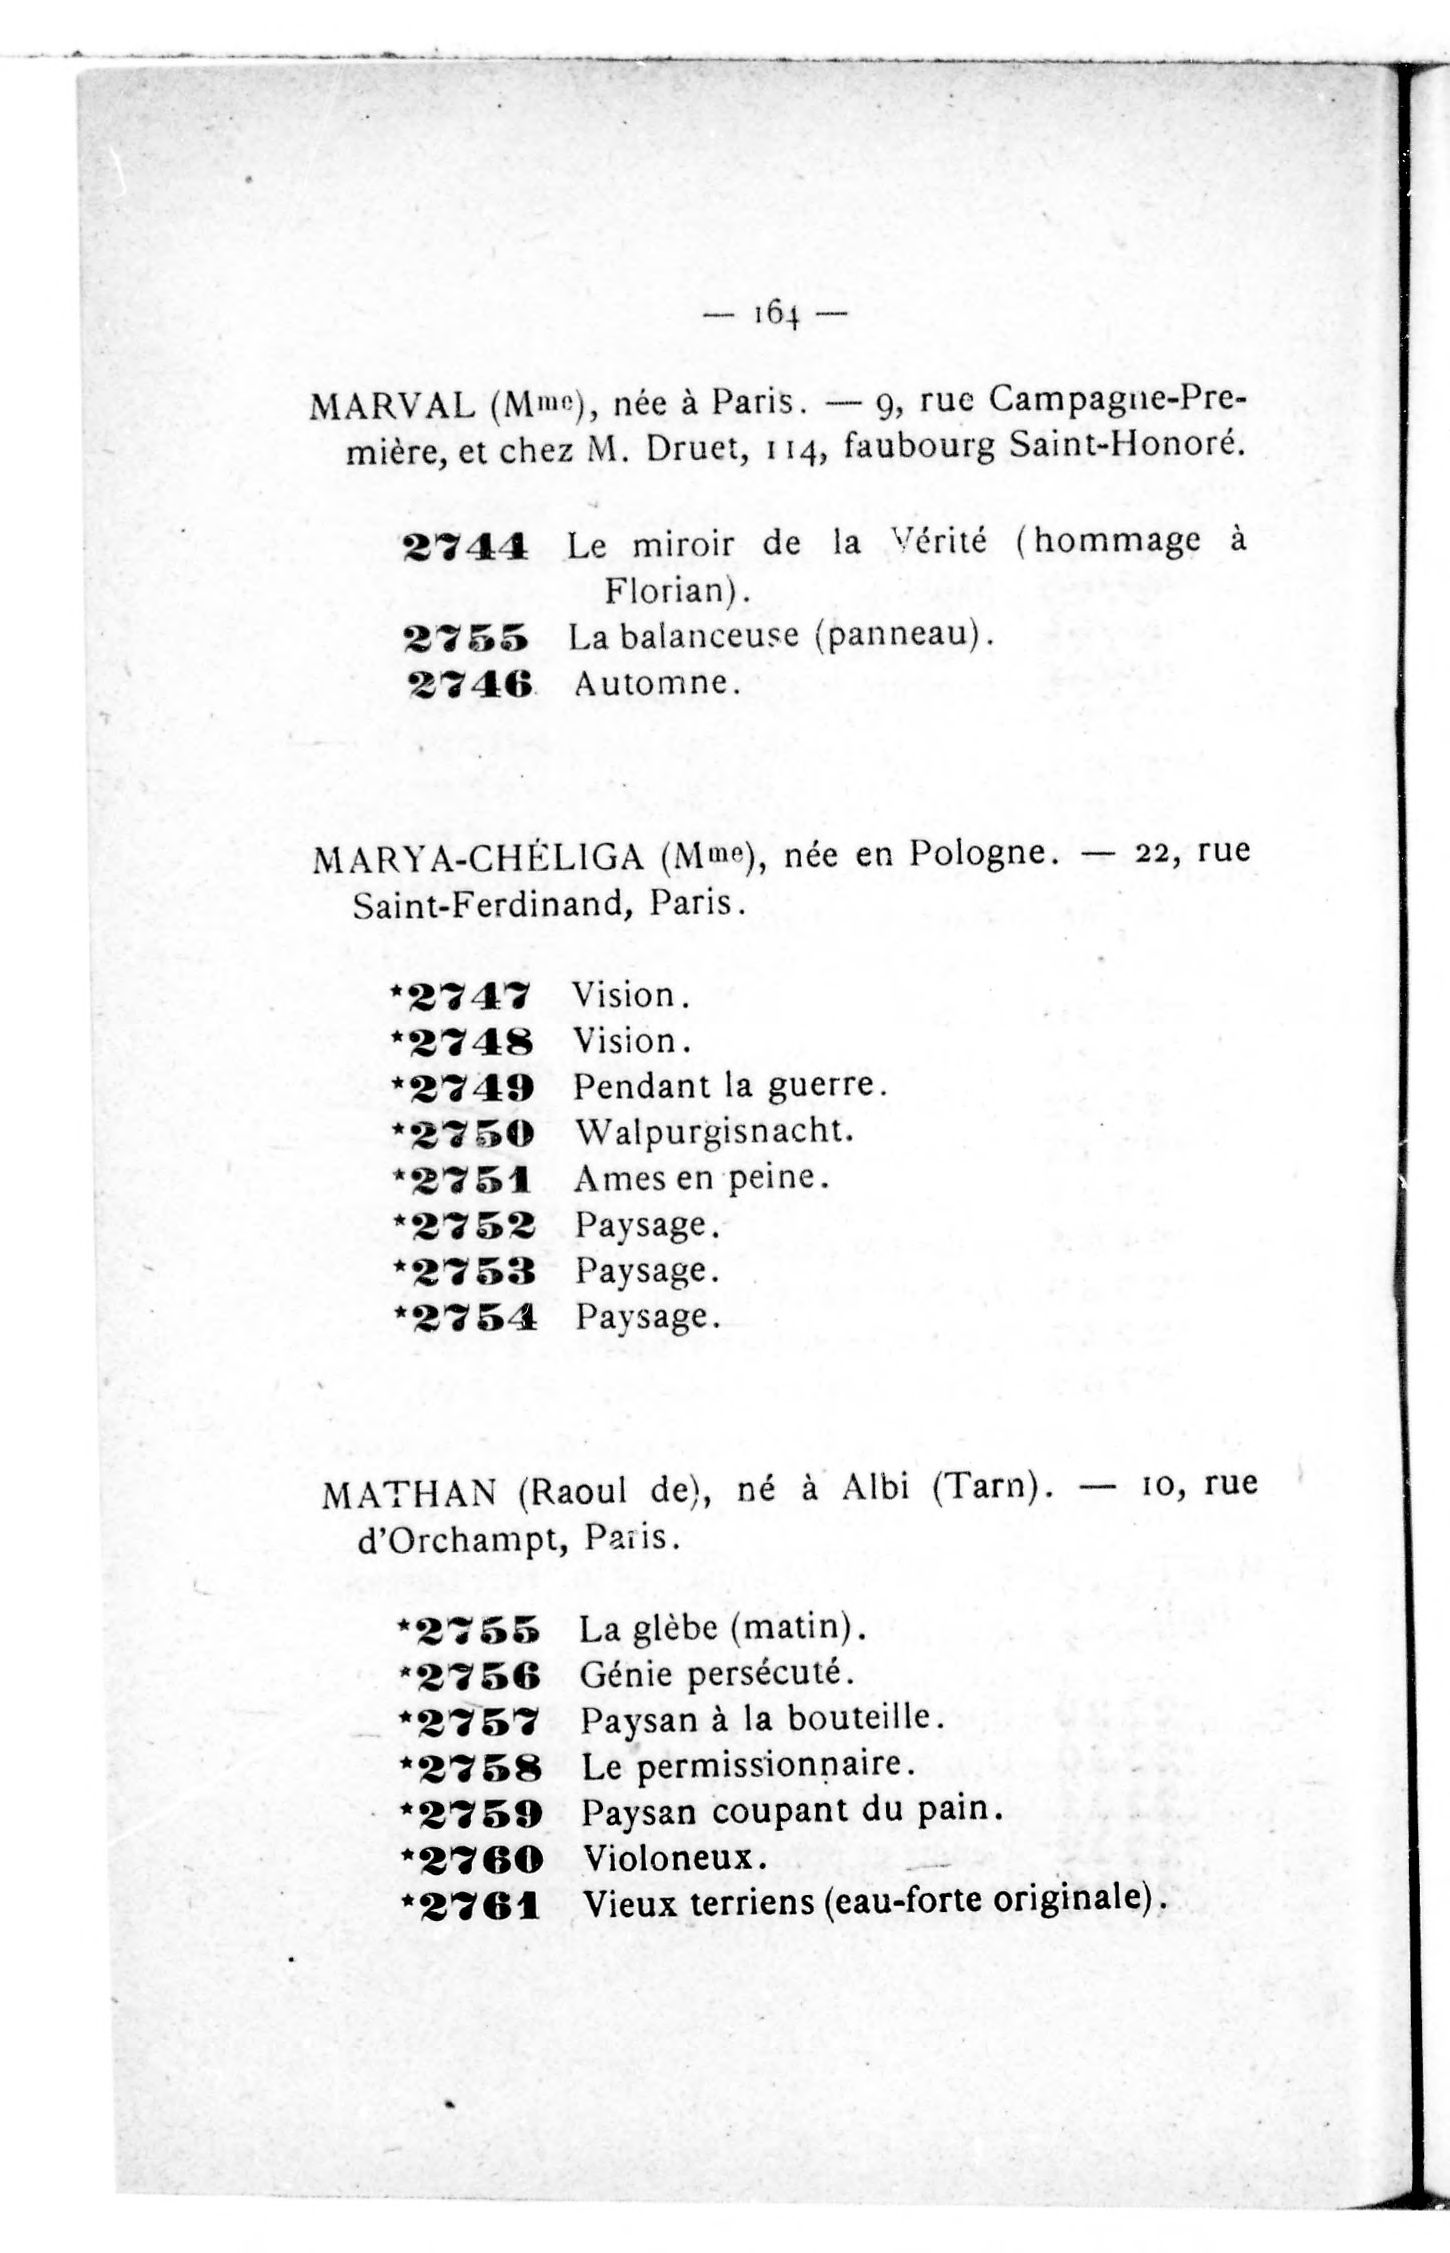 — 164 —
MARVAL (Mme), née à Paris. — 9, rue Campagne-Pre-
mière, et chez M. Druet, 114, faubourg Saint-Honoré.
2744 Le miroir de la Vérité (hommage à
Florian).
2755 La balanceuse (panneau).
2746 Automne.
MARYA-CHÉLIGA (Mme), née en Pologne. — 22, rue
Saint-Ferdinand, Paris.
*2747 Vision.
*2748 Vision.
*2749 Pendant la guerre.
*2750 Walpurgisnacht.
*2751 Ames en peine.
*2752 Paysage.
*2753 Paysage.
*2754 Paysage.
MATHAN (Raoul de), né à Albi (Tarn). — 10, rue
d'Orchampt, Paris.
*2755 La glèbe (matin).
*2756 Génie persécuté.
*2757 Paysan à la bouteille.
*2758 Le permissionnaire.
*2759 Paysan coupant du pain.
*2760 Violoneux.
*2761 Vieux terriens (eau-forte originale).